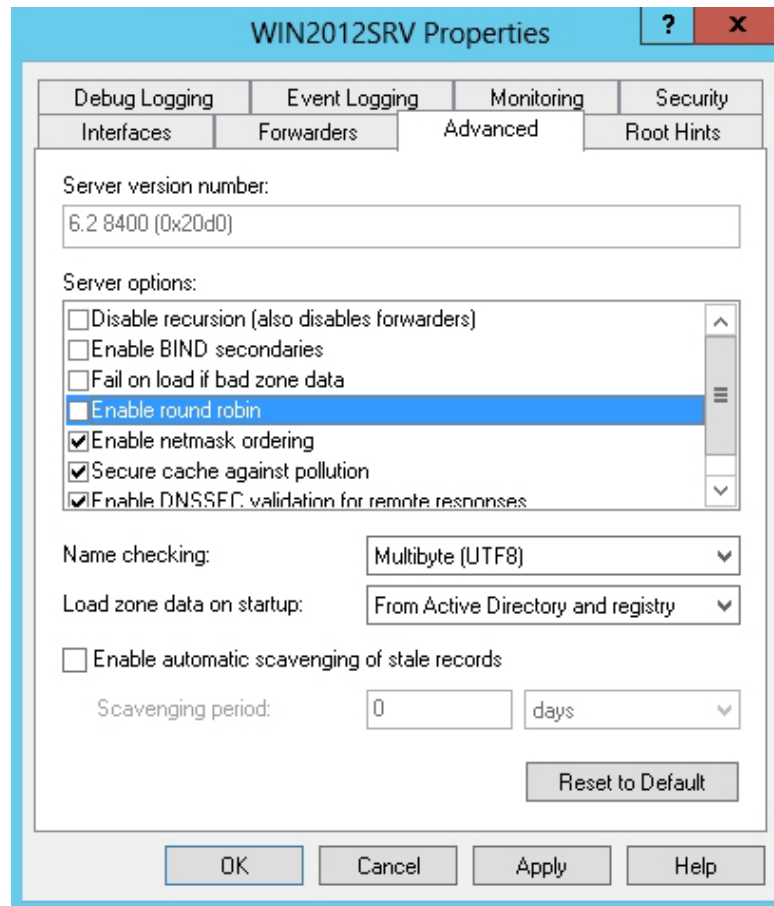 WIN2012SRV Properties
? x
Debug Logging Event Logging Monitoring Security
Interfaces Forwarders Advanced Root Hints
Server version number:
6.2 8400 (0x20d0)
Server options:
Disable recursion (also disables forwarders)
Enable BIND secondaries
Fail on load if bad zone data
Enable round robin
Enable netmask ordering
Secure cache against pollution
Enable DNSSEC validation for remote responses
Name checking: Multibyte (UTF8)
Load zone data on startup: From Active Directory and registry
Enable automatic scavenging of stale records
Scavenging period: 0 days
Reset to Default
OK Cancel Apply Help